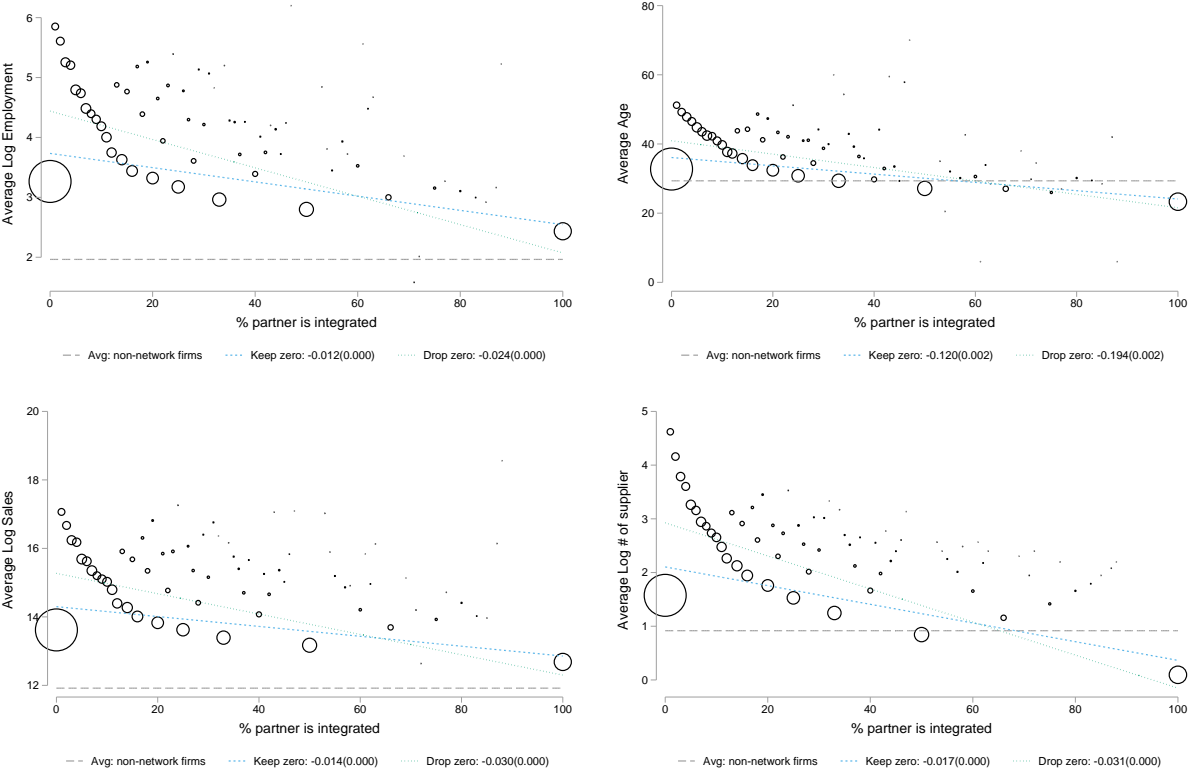 Average Log Employment
6
5
4
3
2
0 20 40 60 80 100
% partner is integrated
Avg: non-network firms Keep zero: -0.012(0.000) Drop zero: -0.024(0.000)
Average Age
80
60
40
20
0
0 20 40 60 80 100
% partner is integrated
Avg: non-network firms Keep zero: -0.120(0.002) Drop zero: -0.194(0.002)
Average Log Sales
20
18
16
14
12
0 20 40 60 80 100
% partner is integrated
Avg: non-network firms Keep zero: -0.014(0.000) Drop zero: -0.030(0.000)
Average Log # of supplier
5
4
3
2
1
0
0 20 40 60 80 100
% partner is integrated
Avg: non-network firms Keep zero: -0.017(0.000) Drop zero: -0.031(0.000)